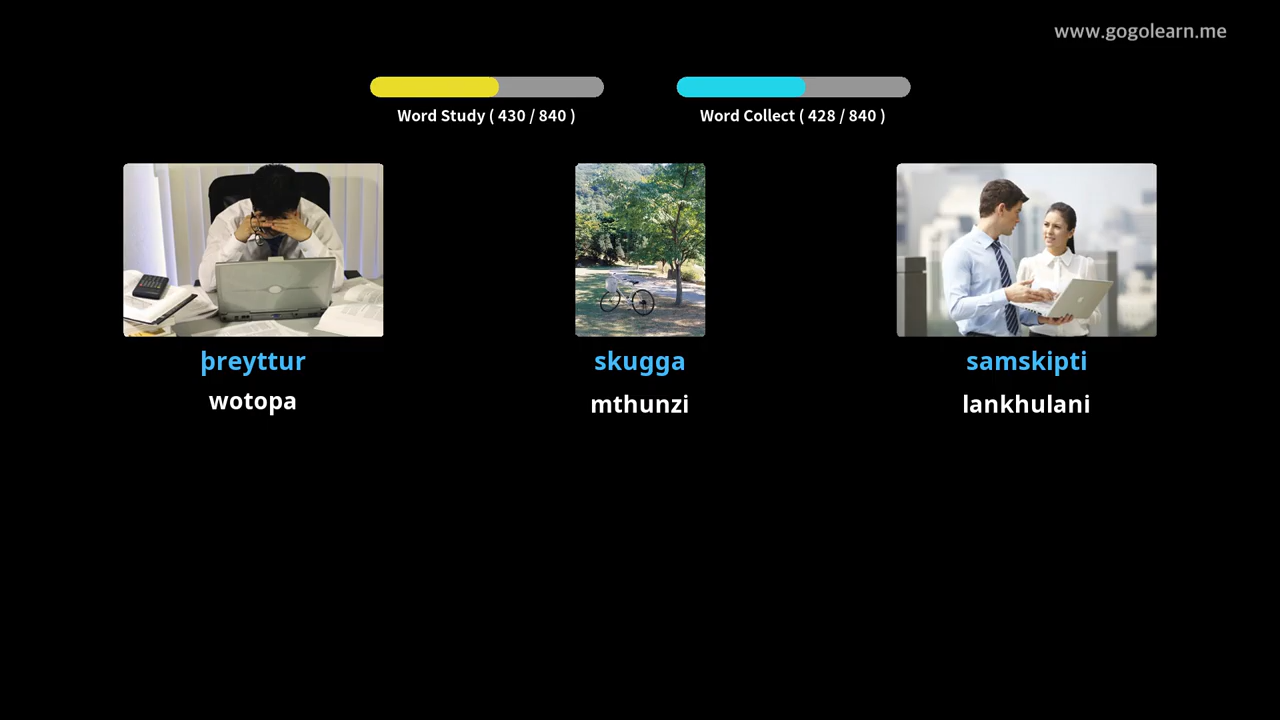 www.gogolearn.me
Word Study ( 430 / 840 )
Word Collect ( 428 / 840 )
þreyttur
wotopa
skugga
mthunzi
samskipti
lankhulani